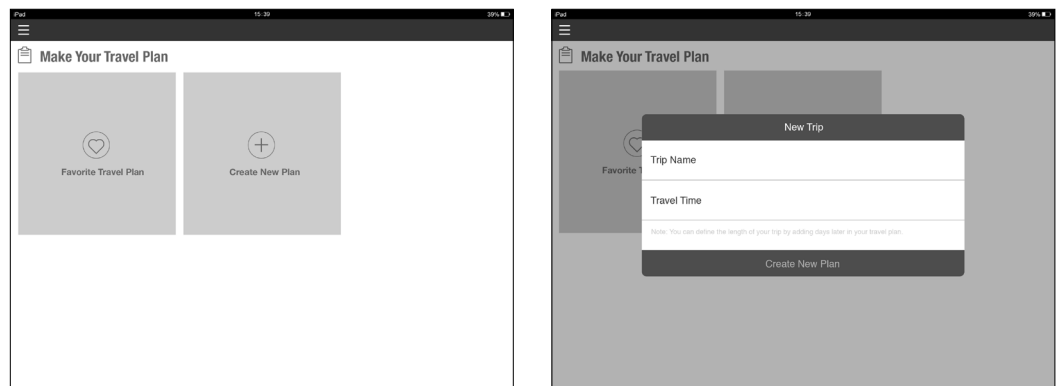 iPad 15:39 39%
Make Your Travel Plan
Favorite Travel Plan Create New Plan
iPad 15:39 39%
Make Your Travel Plan
Favorite T
New Trip
Trip Name
Travel Time
Note: You can define the length of your trip by adding days later in your travel plan.
Create New Plan